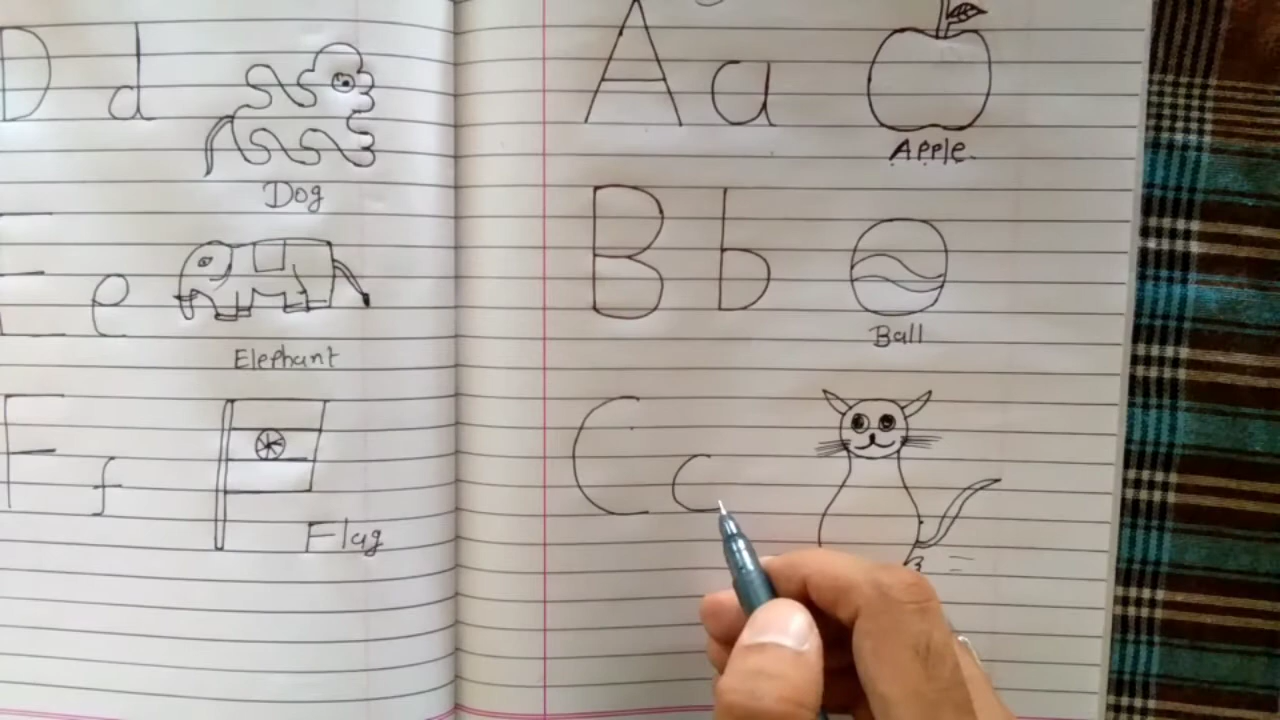 D d
Dog
E e
Elephant
F f
Flag
A a
Apple.
B b
Ball
C c